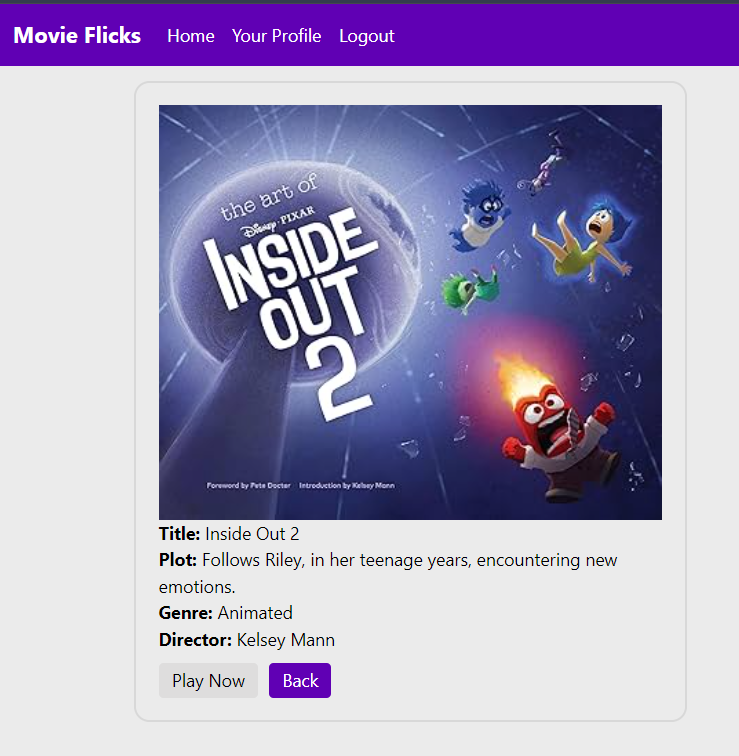 Movie Flicks Home Your Profile Logout
the art of
Disney · PIXAR
INSIDE
OUT
2
Foreword by Pete Docter Introduction by Kelsey Mann
Title: Inside Out 2
Plot: Follows Riley, in her teenage years, encountering new
emotions.
Genre: Animated
Director: Kelsey Mann
Play Now Back